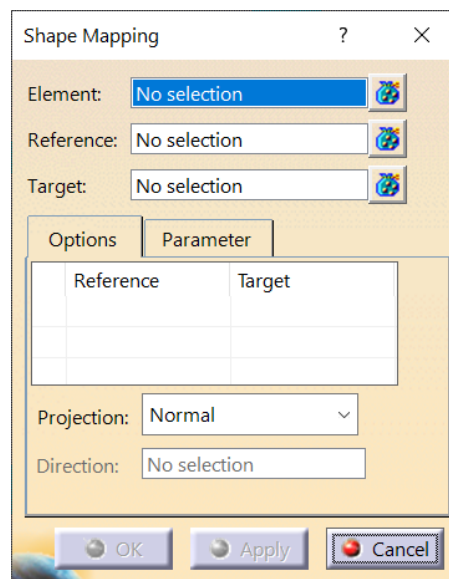 Shape Mapping ?
Element: No selection
Reference: No selection
Target: No selection
Options Parameter
Reference Target
Projection: Normal
Direction: No selection
OK Apply Cancel